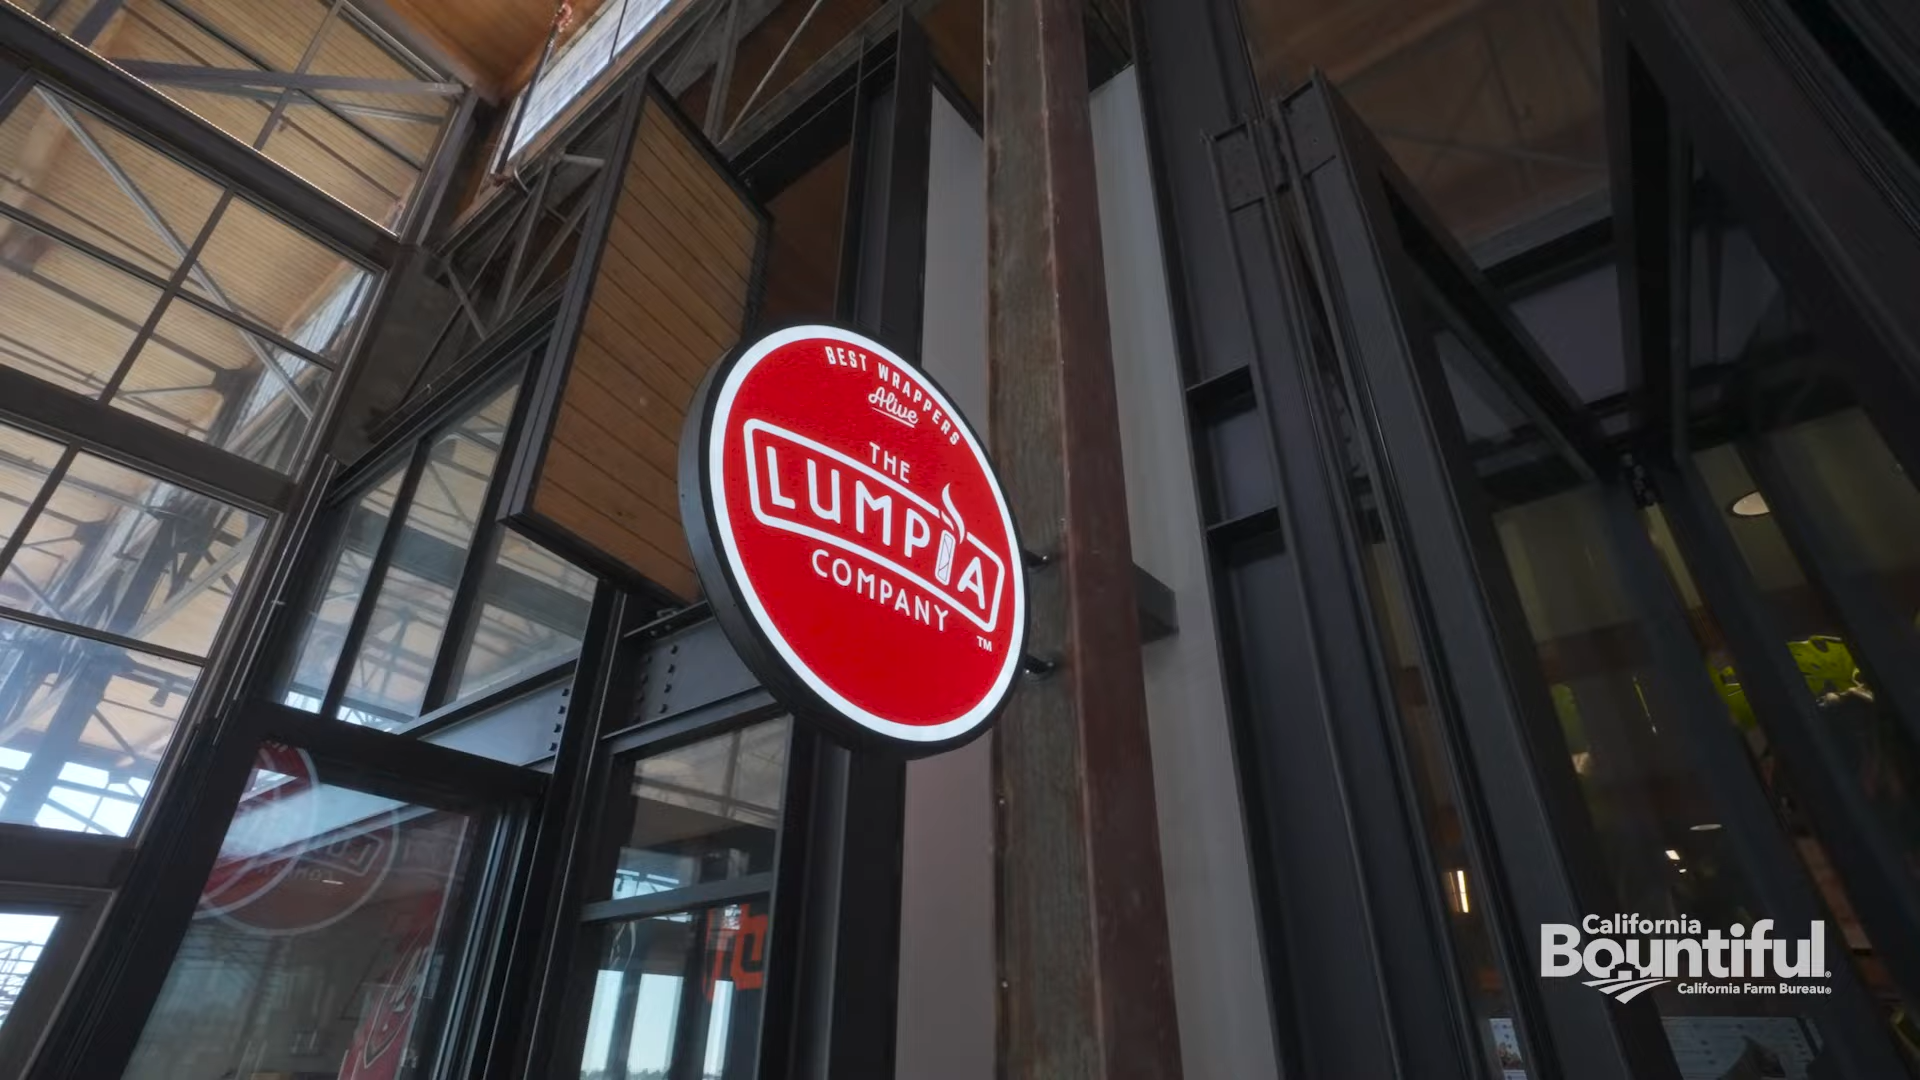 BEST WRAPPERS
Alive
THE
LUMPIA
COMPANY
TM
California
Bountiful®
California Farm Bureau®